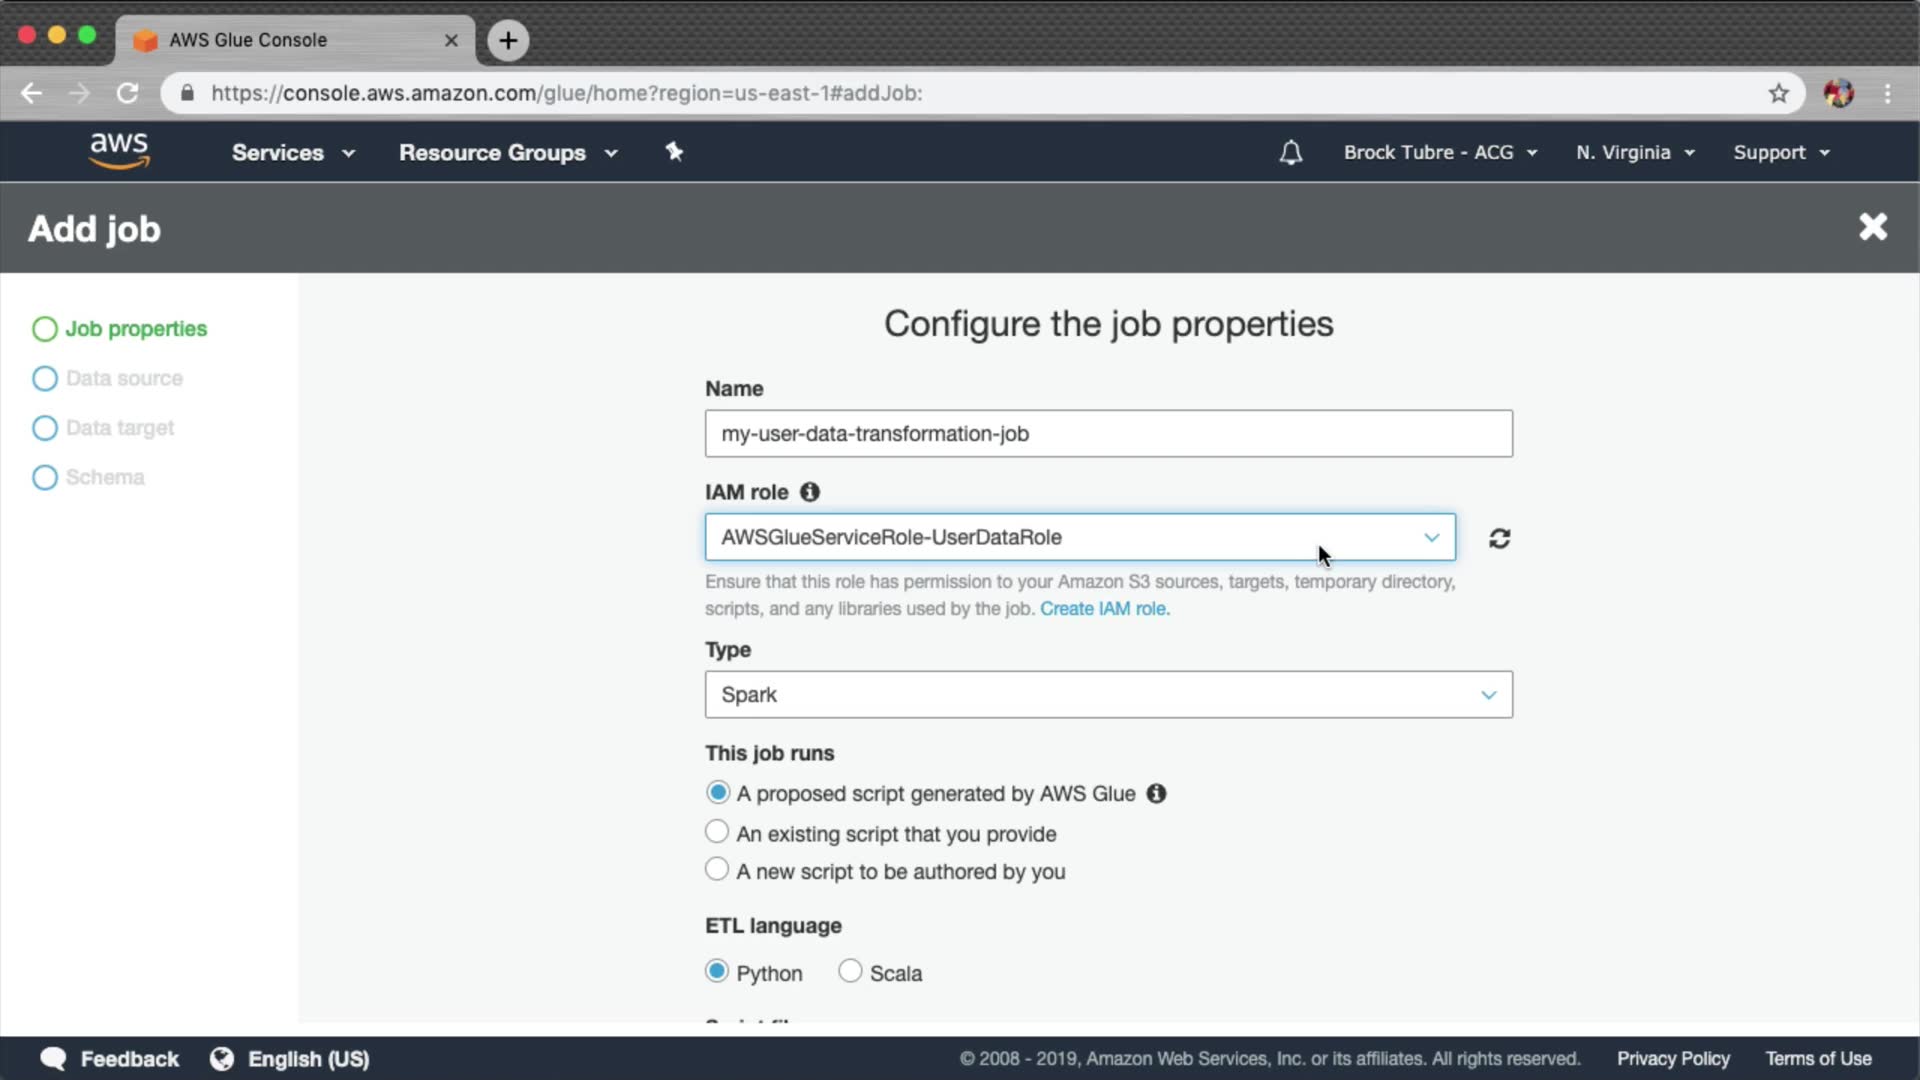 AWS Glue Console
https://console.aws.amazon.com/glue/home?region=us-east-1#addJob:
aws Services Resource Groups Brock Tubre - ACG N. Virginia Support
Add job
Job properties
Data source
Data target
Schema
Configure the job properties
Name
my-user-data-transformation-job
IAM role
AWSGlueServiceRole-UserDataRole
Ensure that this role has permission to your Amazon S3 sources, targets, temporary directory,
scripts, and any libraries used by the job. Create IAM role.
Type
Spark
This job runs
A proposed script generated by AWS Glue
An existing script that you provide
A new script to be authored by you
ETL language
Python Scala
Feedback English (US) © 2008 - 2019, Amazon Web Services, Inc. or its affiliates. All rights reserved. Privacy Policy Terms of Use